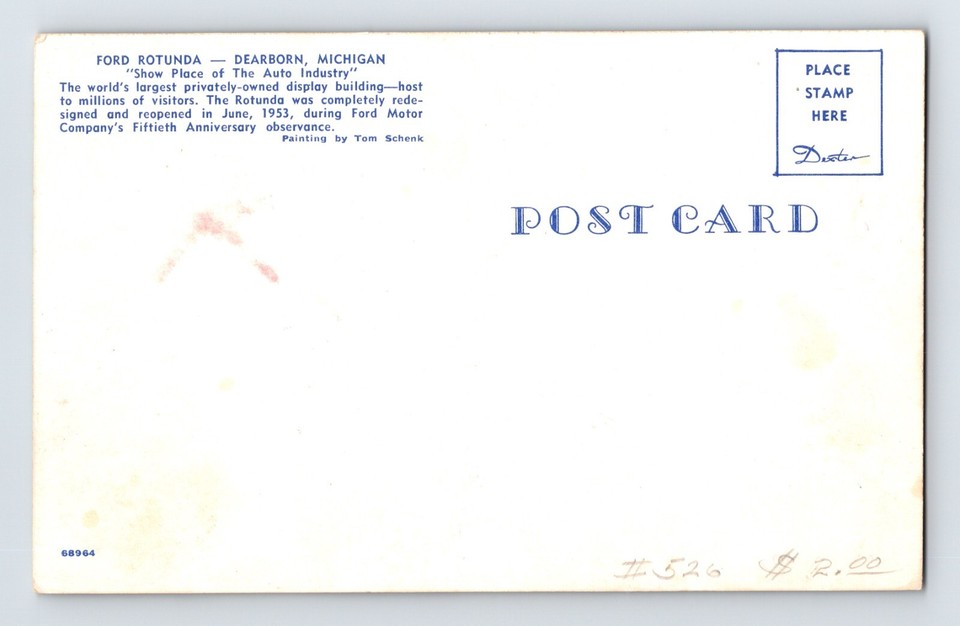 FORD ROTUNDA — DEARBORN, MICHIGAN
"Show Place of The Auto Industry"
The world's largest privately-owned display building—host
to millions of visitors. The Rotunda was completely rede-
signed and reopened in June, 1953, during Ford Motor
Company's Fiftieth Anniversary observance.
Painting by Tom Schenk
PLACE
STAMP
HERE
Dexter
POST CARD
68964
#526 $2.00